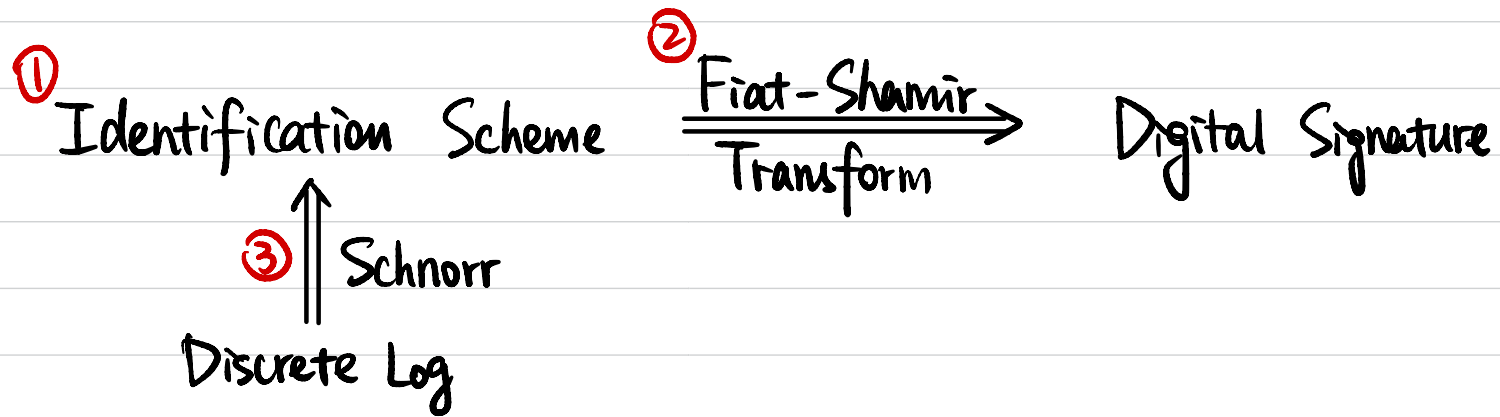 ① Identification Scheme
② Fiat-Shamir
Transform
Digital Signature
③ Schnorr
Discrete Log